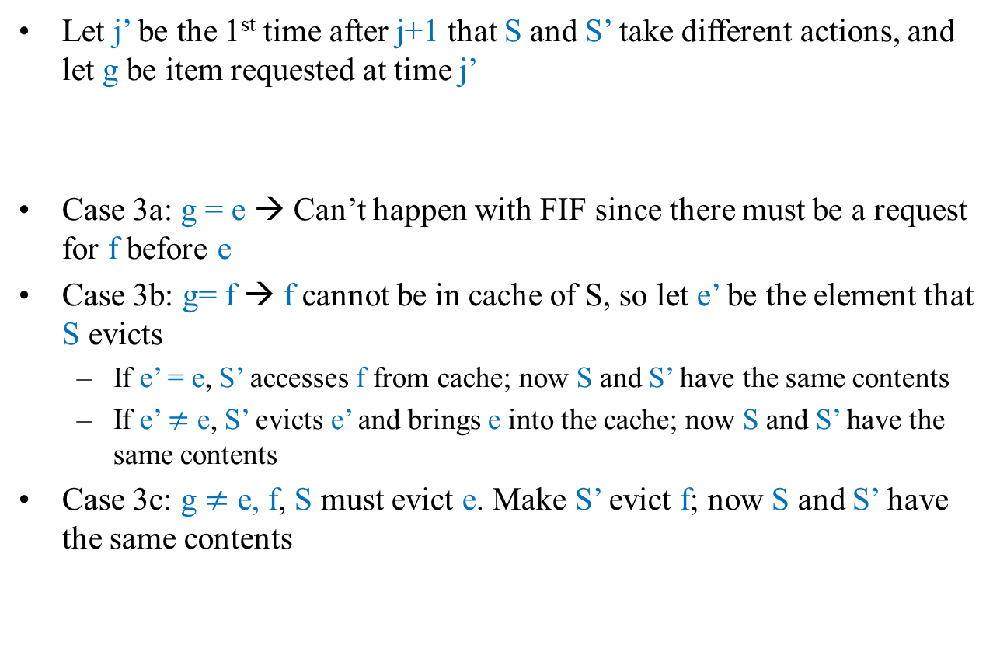 • Let j’ be the 1st time after j+1 that S and S’ take different actions, and
let g be item requested at time j’
• Case 3a: g = e → Can’t happen with FIF since there must be a request
for f before e
• Case 3b: g= f → f cannot be in cache of S, so let e’ be the element that
S evicts
– If e’ = e, S’ accesses f from cache; now S and S’ have the same contents
– If e’ ≠ e, S’ evicts e’ and brings e into the cache; now S and S’ have the
same contents
• Case 3c: g ≠ e, f, S must evict e. Make S’ evict f; now S and S’ have
the same contents